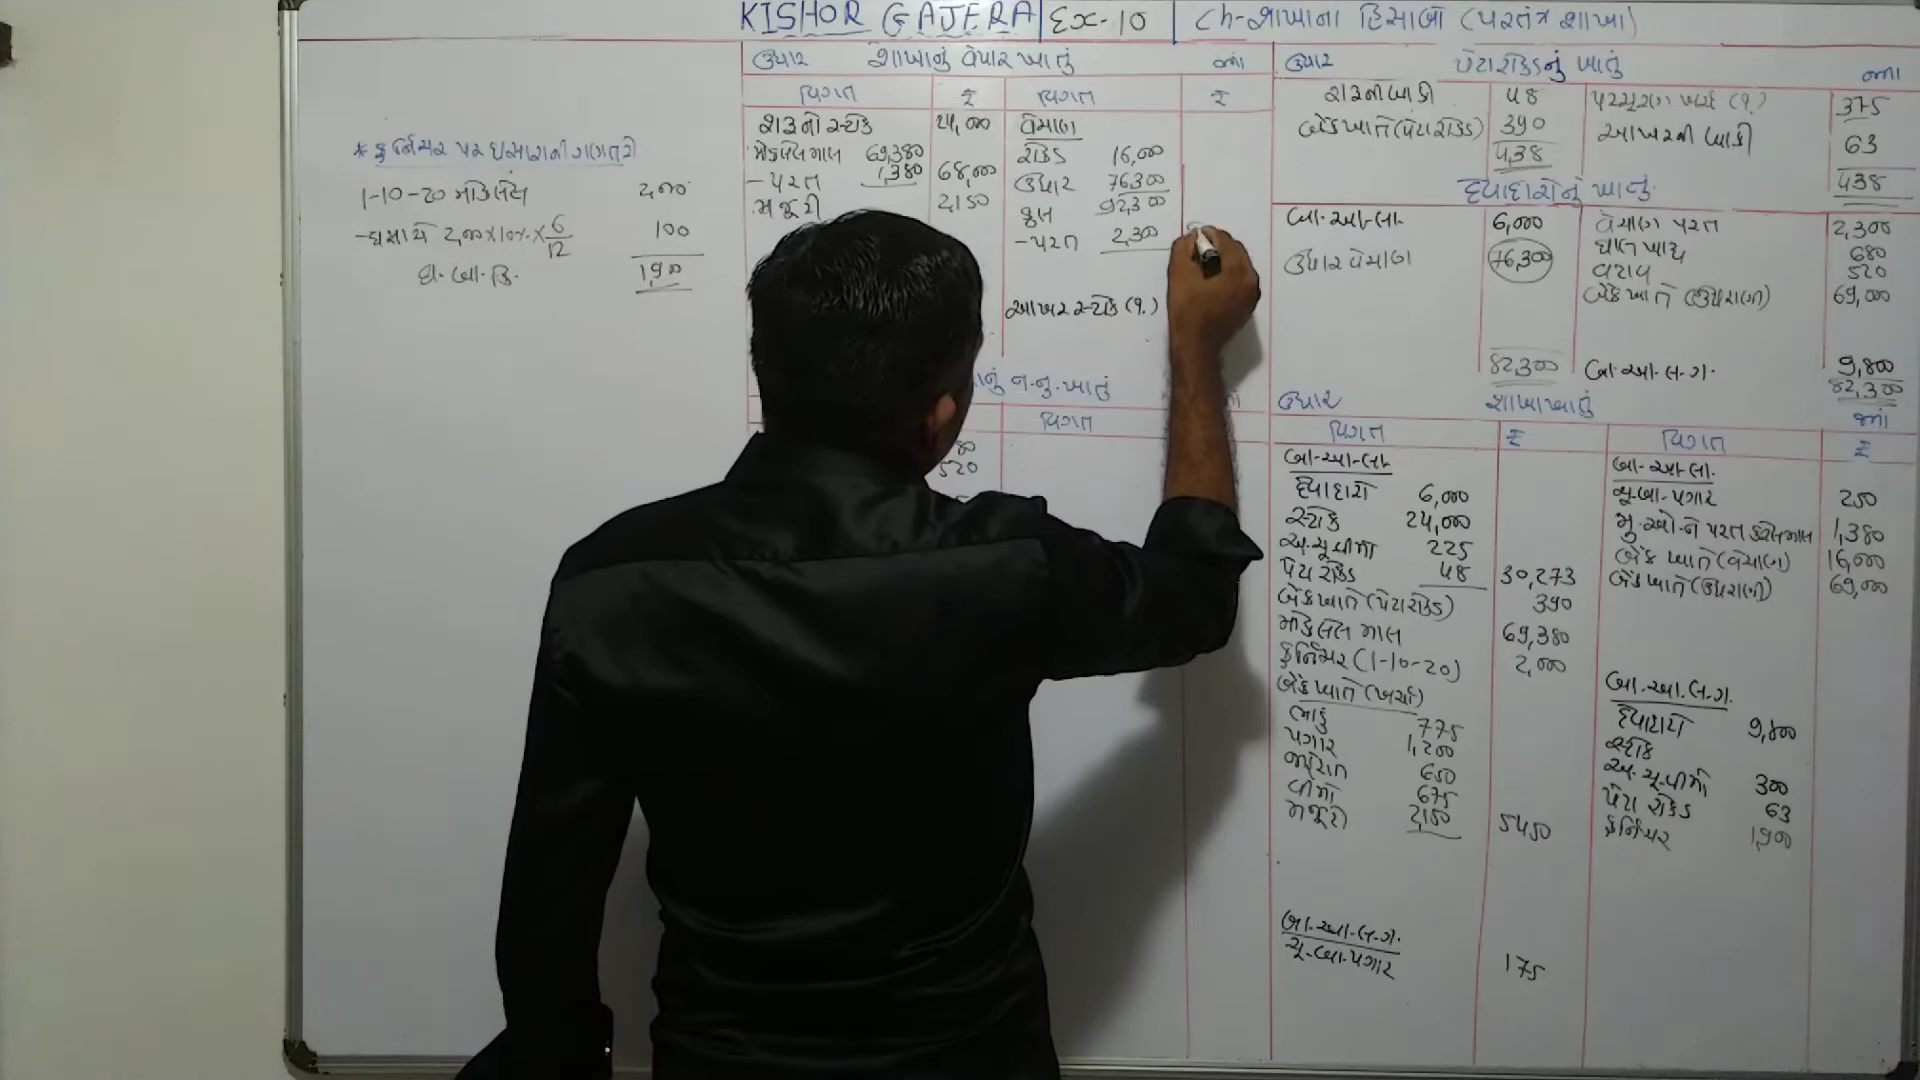 KISHOR GAJERA
Ex-10
Ch-શાખાના હિસાબો (પરતંત્ર શાખા)
* ફર્નિચર પર ઘસારાની ગણતરી
1-10-20 મોકલેલ 2,000
-ઘસારો 2,000×10%×6/12 100
ઘ.બા.કિં. 1,900
ઉધાર શાખાનું વેપાર ખાતું જમા
વિગત ₹ વિગત ₹
શરૂનો સ્ટોક 24,000
મોકલેલ માલ 69,380
-પરત 1,380 68,000
મજૂરી 2,150
વેચાણ
રોકડ 16,000
ઉધાર 76,300
કુલ 92,300
-પરત 2,300
આખર સ્ટોક (?)
ન.નુ. ખાતું
વિગત
520
ઉધાર પેટારોકડનું ખાતું જમા
શરૂની બાકી 48
બેંક ખાતે (પેટા રોકડ) 390
438
પરચૂરણ ખર્ચ (?) 375
આખરની બાકી 63
438
દેવાદારોનું ખાતું
બા.આ.લા. 6,000
ઉધાર વેચાણ 76,300
82,300
વેચાણ પરત 2,300
ઘાલખાધ 680
વટાવ 520
બેંક ખાતે (ઉઘરાણી) 69,000
બા.આ.લ.ગ. 9,800
82,300
ઉધાર શાખા ખાતું જમા
વિગત ₹ વિગત ₹
બા.આ.લા.
દેવાદારો 6,000
સ્ટોક 24,000
અ.ચૂ.વીમો 225
પેટા રોકડ 48 30,273
બેંક ખાતે (પેટારોકડ) 390
મોકલેલ માલ 69,380
ફર્નિચર (1-10-20) 2,000
બેંક ખાતે (ખર્ચા)
ભાડું 775
પગાર 1,200
જાહેરાત 650
વીમો 675
મજૂરી 2,150 5450
બા.આ.લ.ગ.
ચૂ.બા.પગાર 175
બા.આ.લા.
ચૂ.બા.પગાર 250
મુ.ઓ.ને પરત કરેલ માલ 1,380
બેંક ખાતે (વેચાણ) 16,000
બેંક ખાતે (ઉઘરાણી) 69,000
બા.આ.લ.ગ.
દેવાદારો 9,800
સ્ટોક
અ.ચૂ.વીમો 300
પેટા રોકડ 63
ફર્નિચર 1,900